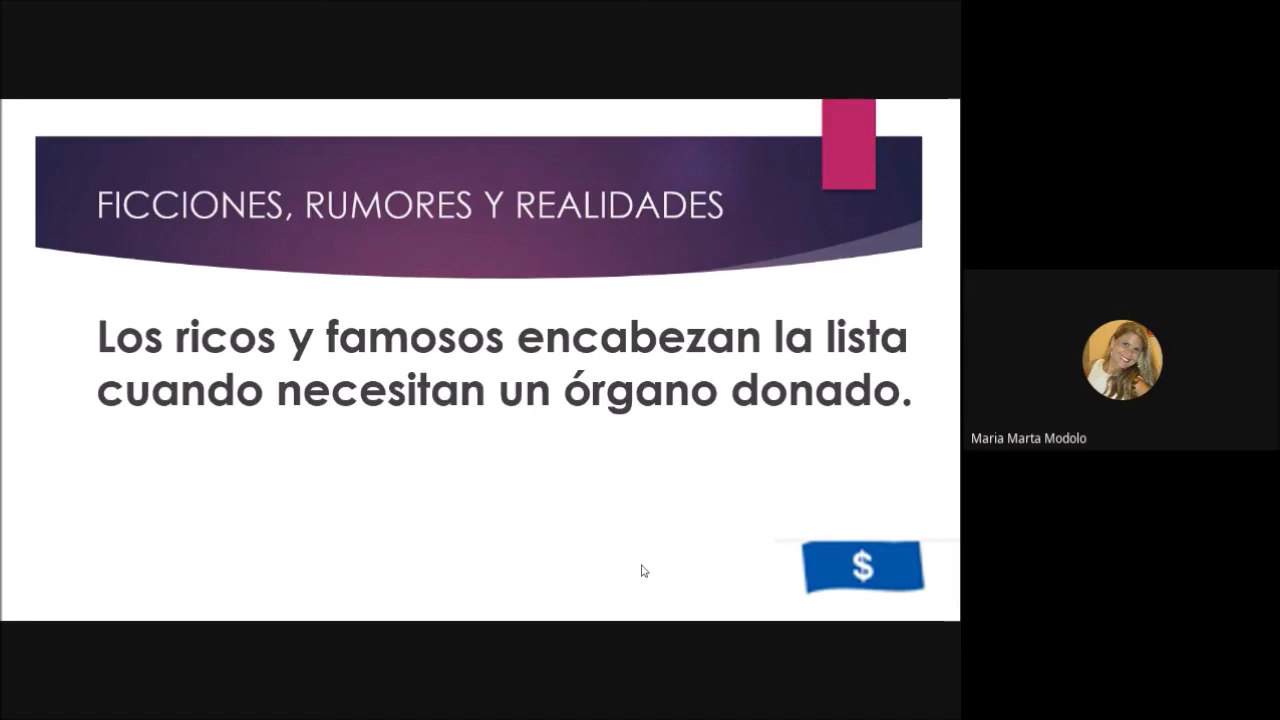 FICCIONES, RUMORES Y REALIDADES
Los ricos y famosos encabezan la lista
cuando necesitan un órgano donado.
$
Maria Marta Modolo